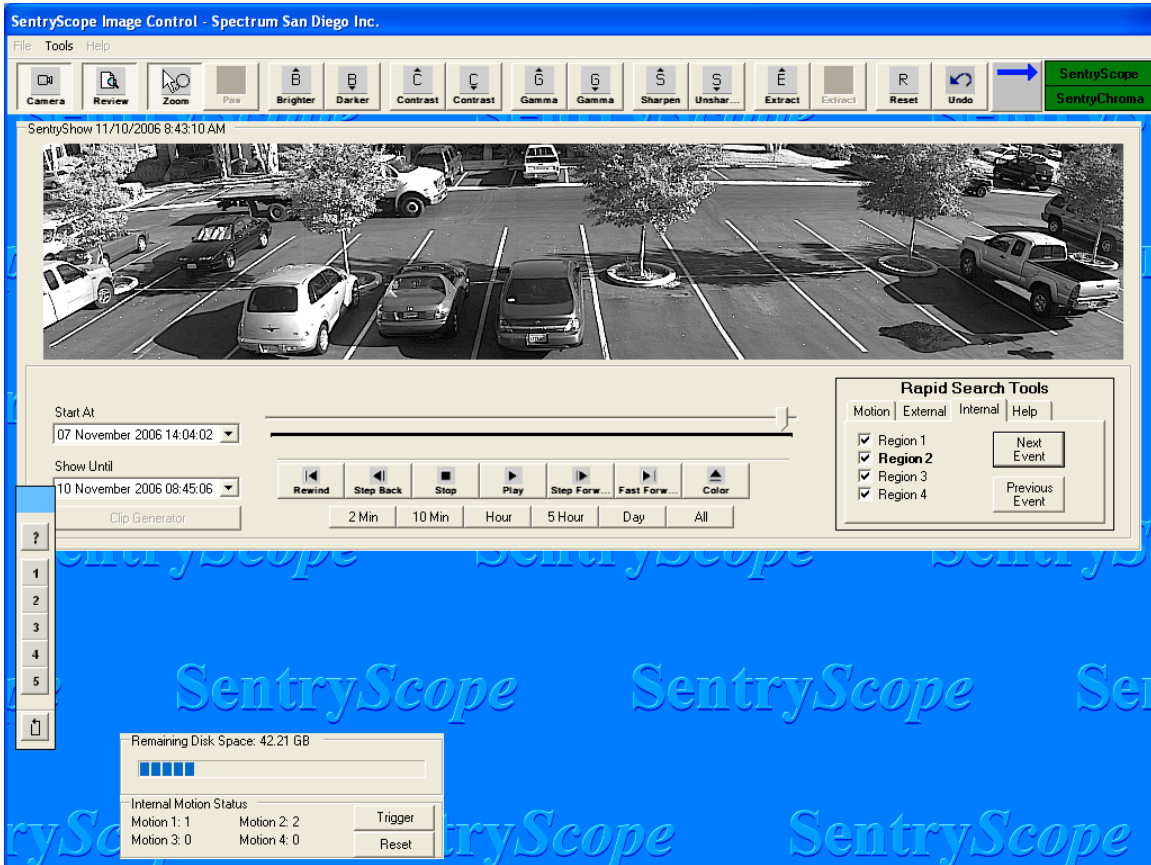 SentryScope Image Control - Spectrum San Diego Inc.
File Tools Help
Camera Review Zoom Pan Brighter Darker Contrast Contrast Gamma Gamma Sharpen Unshar... Extract Extract Reset Undo
SentryScope
SentryChroma
SentryShow 11/10/2006 8:43:10 AM
Rapid Search Tools
Motion External Internal Help
Start At
07 November 2006 14:04:02
Region 1
Region 2
Region 3
Region 4
Next Event
Previous Event
Show Until
10 November 2006 08:45:06
Rewind Step Back Stop Play Step Forw... Fast Forw... Color
Clip Generator
2 Min 10 Min Hour 5 Hour Day All
?
1
2
3
4
5
SentryScope SentryScope
Remaining Disk Space: 42.21 GB
Internal Motion Status
Motion 1: 1 Motion 2: 2
Motion 3: 0 Motion 4: 0
Trigger
Reset
SentryScope